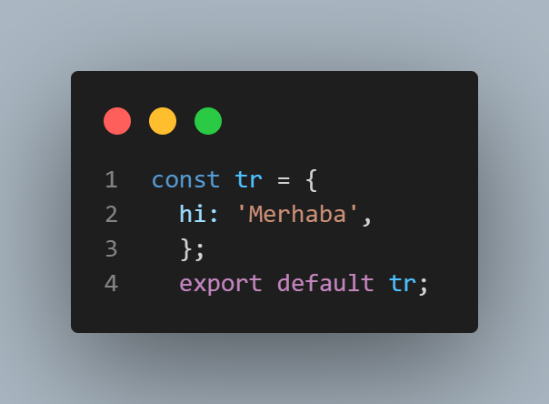 1 const tr = {
2   hi: 'Merhaba',
3   };
4   export default tr;